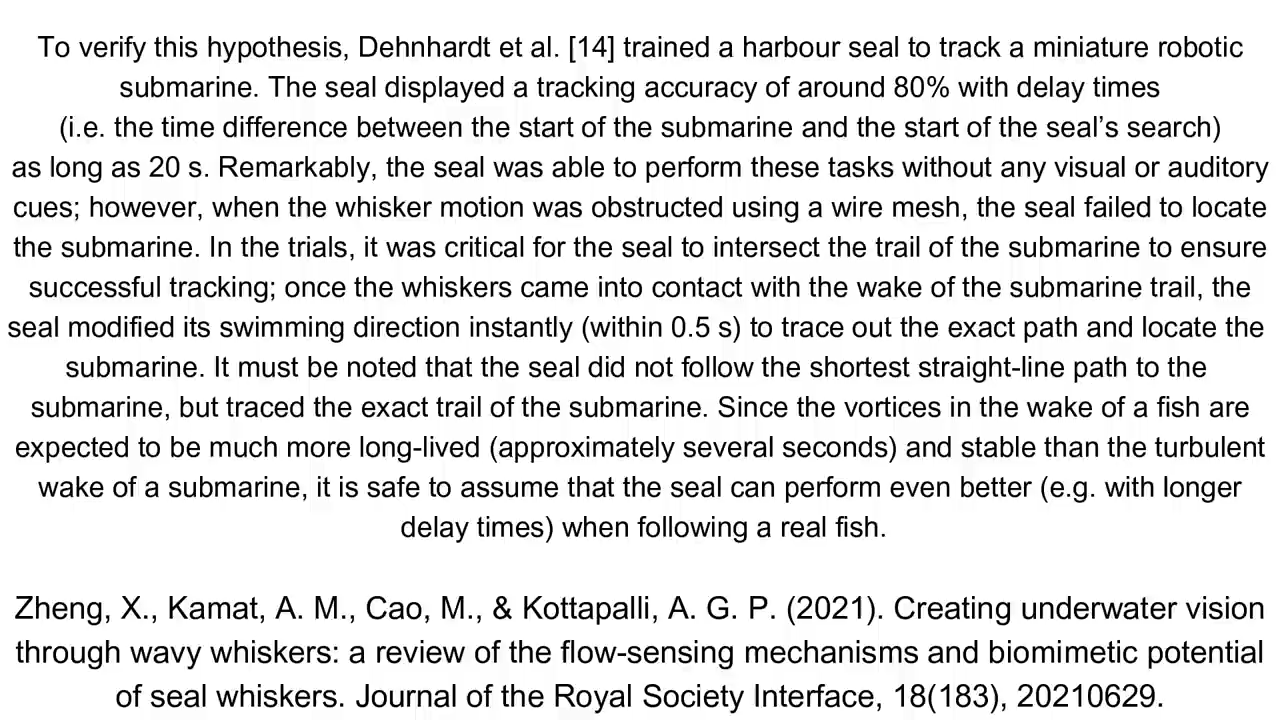 To verify this hypothesis, Dehnhardt et al. [14] trained a harbour seal to track a miniature robotic
submarine. The seal displayed a tracking accuracy of around 80% with delay times
(i.e. the time difference between the start of the submarine and the start of the seal’s search)
as long as 20 s. Remarkably, the seal was able to perform these tasks without any visual or auditory
cues; however, when the whisker motion was obstructed using a wire mesh, the seal failed to locate
the submarine. In the trials, it was critical for the seal to intersect the trail of the submarine to ensure
successful tracking; once the whiskers came into contact with the wake of the submarine trail, the
seal modified its swimming direction instantly (within 0.5 s) to trace out the exact path and locate the
submarine. It must be noted that the seal did not follow the shortest straight-line path to the
submarine, but traced the exact trail of the submarine. Since the vortices in the wake of a fish are
expected to be much more long-lived (approximately several seconds) and stable than the turbulent
wake of a submarine, it is safe to assume that the seal can perform even better (e.g. with longer
delay times) when following a real fish.
Zheng, X., Kamat, A. M., Cao, M., & Kottapalli, A. G. P. (2021). Creating underwater vision
through wavy whiskers: a review of the flow-sensing mechanisms and biomimetic potential
of seal whiskers. Journal of the Royal Society Interface, 18(183), 20210629.